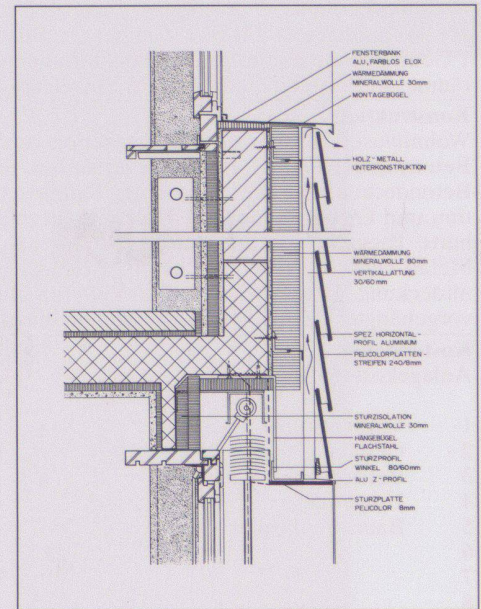 FENSTERBANK
ALU, FARBLOS ELOX.
WÄRMEDÄMMUNG
MINERALWOLLE 30mm
MONTAGEBÜGEL
HOLZ-METALL
UNTERKONSTRUKTION
WÄRMEDÄMMUNG
MINERALWOLLE 80mm
VERTIKALLATTUNG
30/60 mm
SPEZ. HORIZONTAL-
PROFIL ALUMINIUM
PELICOLORPLATTEN-
STREIFEN 240/8mm
STURZISOLATION
MINERALWOLLE 30mm
HÄNGEBÜGEL
FLACHSTAHL
STURZPROFIL
WINKEL 80/60mm
ALU Z-PROFIL
STURZPLATTE
PELICOLOR 8mm